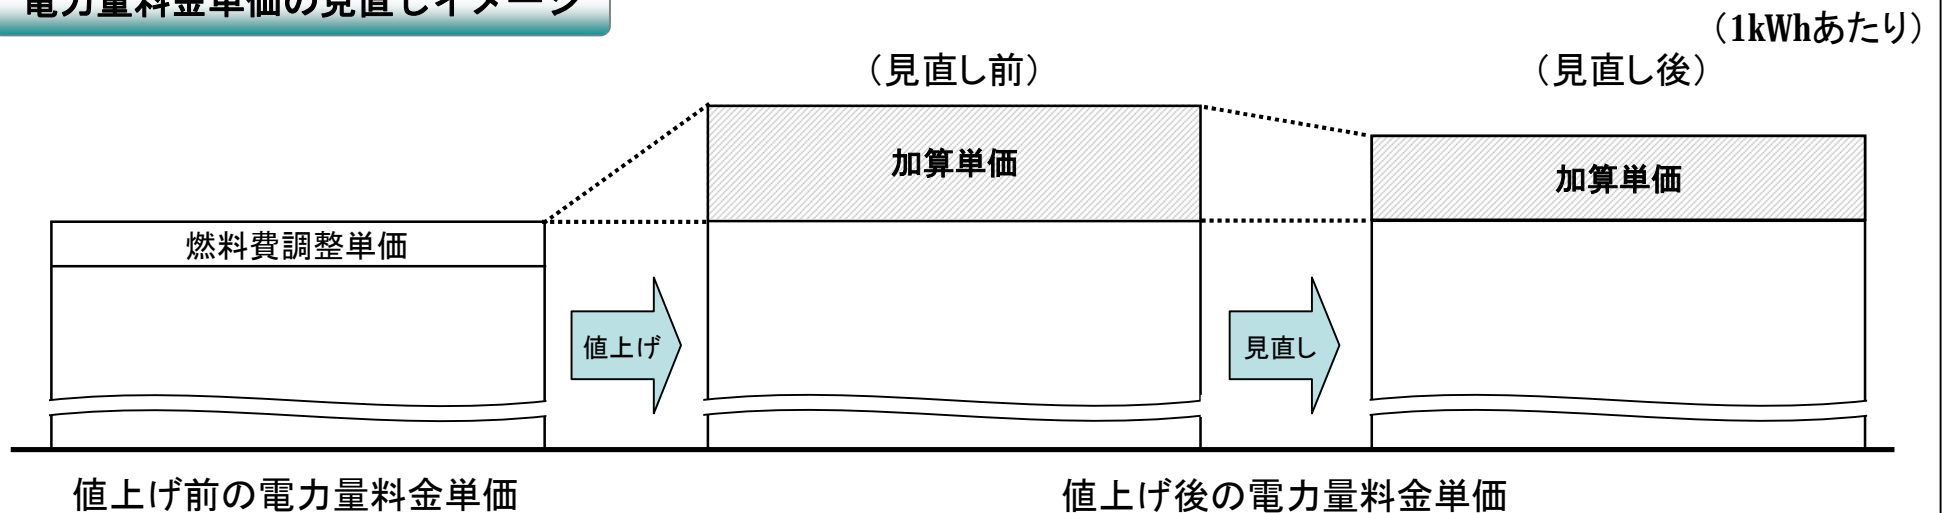 電力量料金単価の見直しイメージ
（1kWhあたり）
（見直し前）
（見直し後）
加算単価
加算単価
燃料費調整単価
値上げ
見直し
値上げ前の電力量料金単価
値上げ後の電力量料金単価